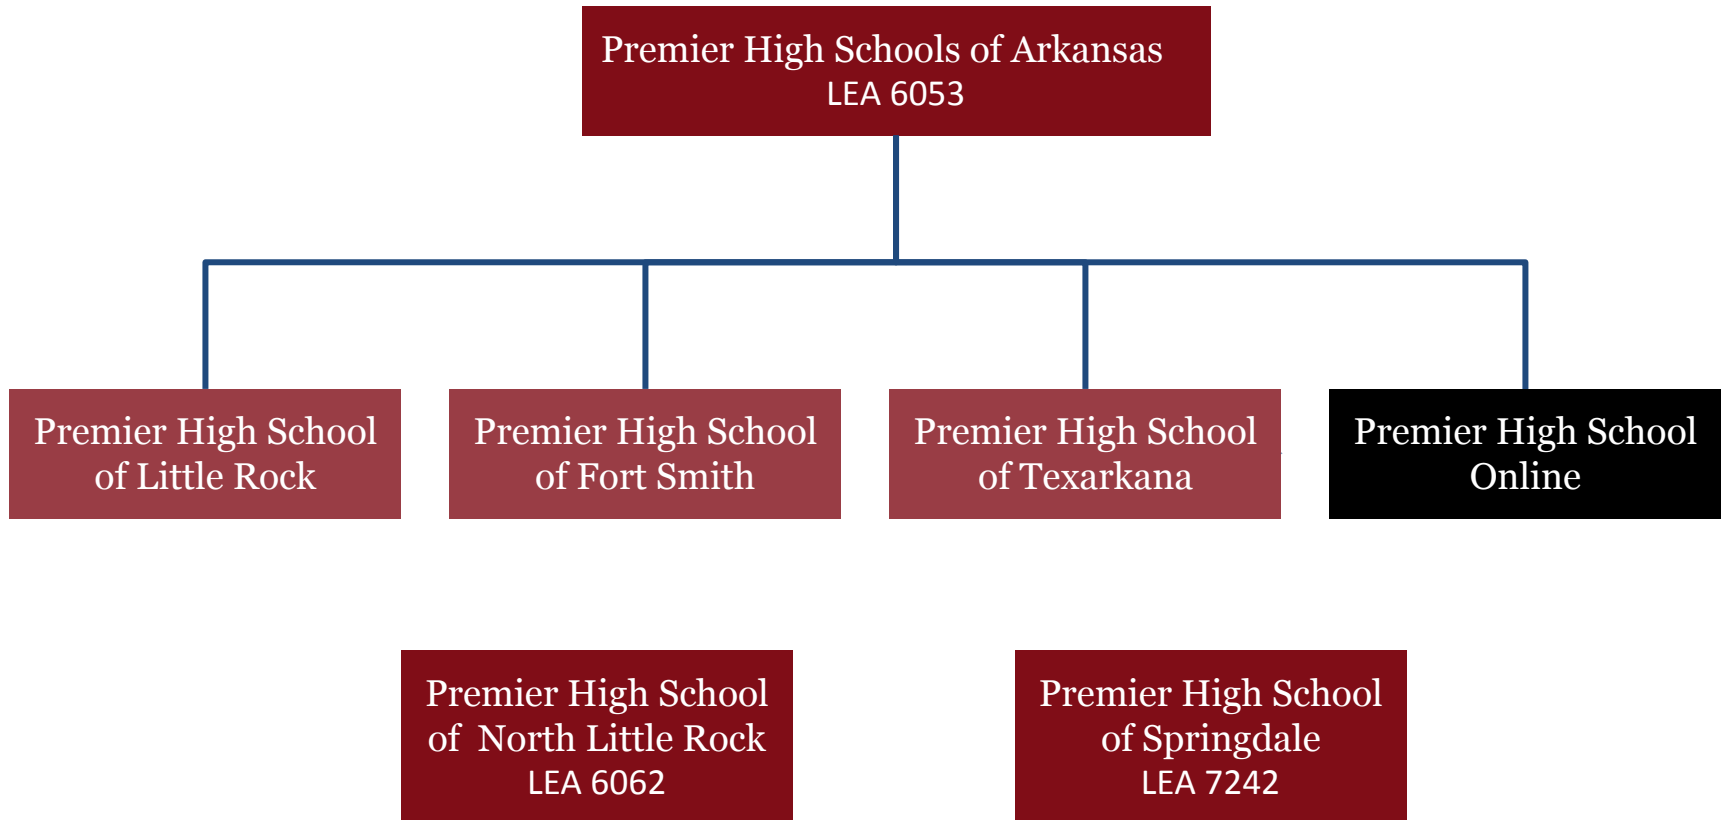 Premier High Schools of Arkansas
LEA 6053
Premier High School
of Little Rock
Premier High School
of Fort Smith
Premier High School
of Texarkana
Premier High School
Online
Premier High School
of North Little Rock
LEA 6062
Premier High School
of Springdale
LEA 7242